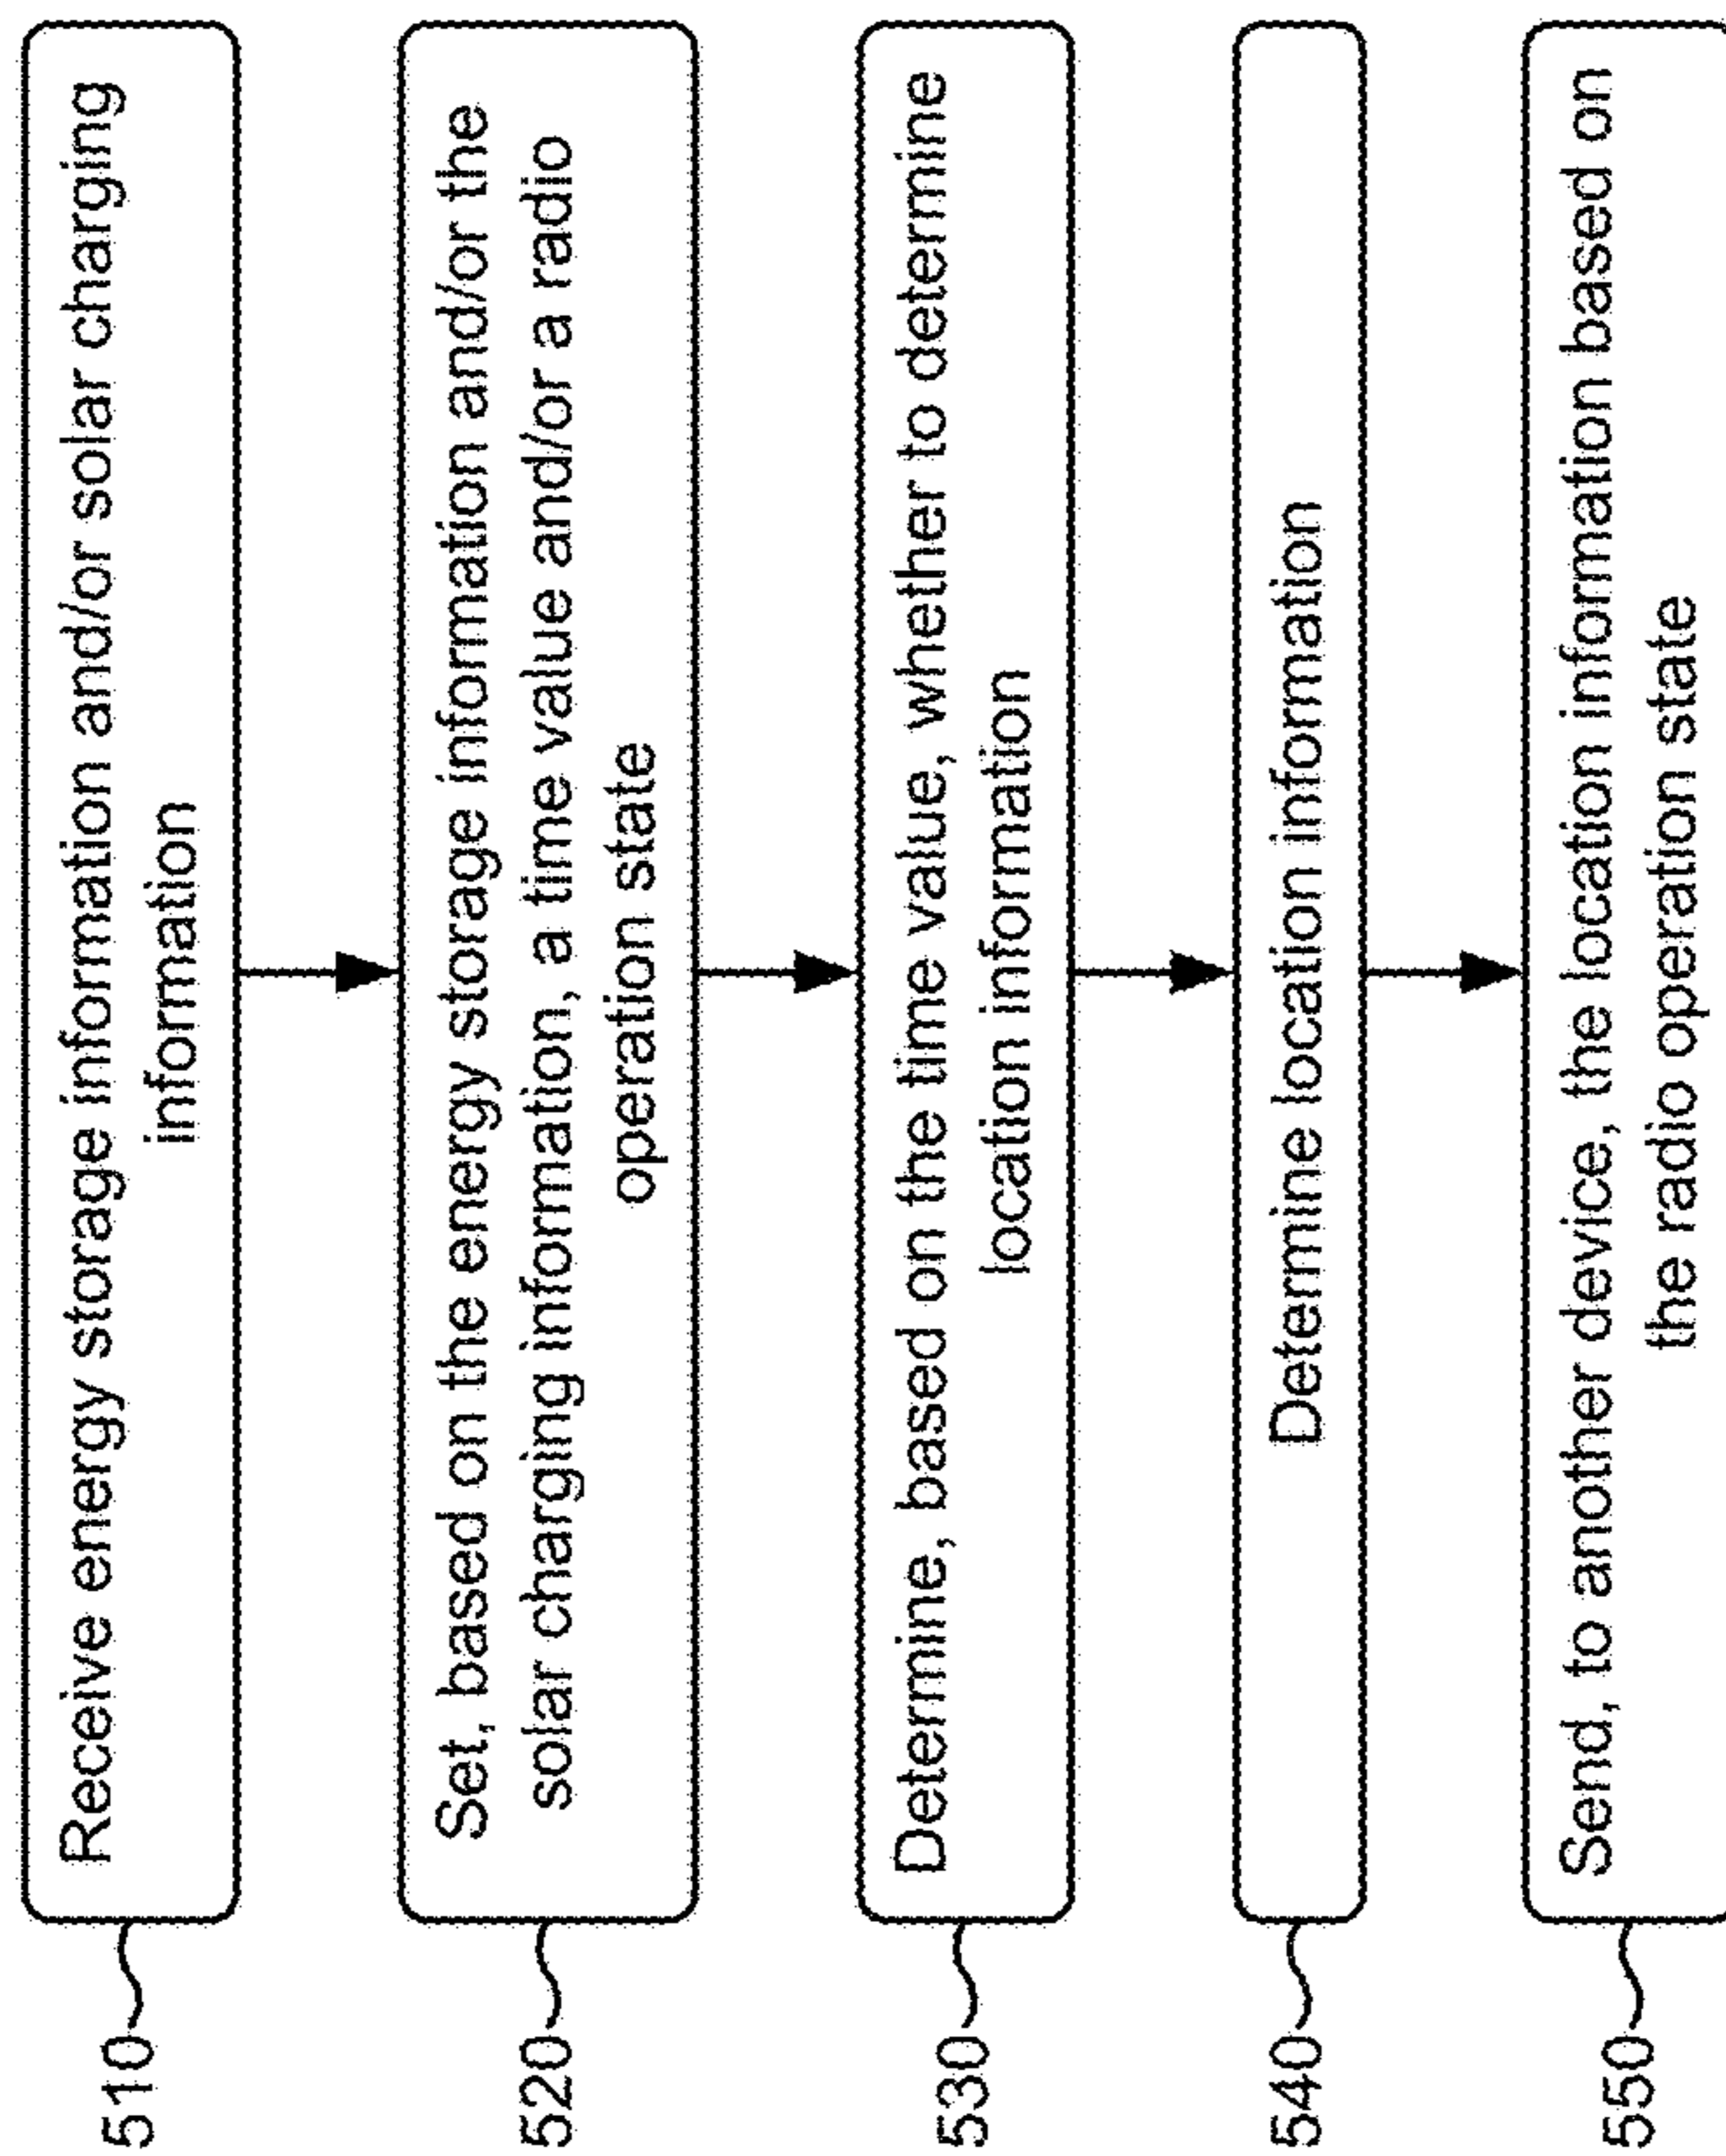 510
Receive energy storage information and/or solar charging
information
520
Set, based on the energy storage information and/or the
solar charging information, a time value and/or a radio
operation state
530
Determine, based on the time value, whether to determine
location information
540
Determine location information
550
Send, to another device, the location information based on
the radio operation state